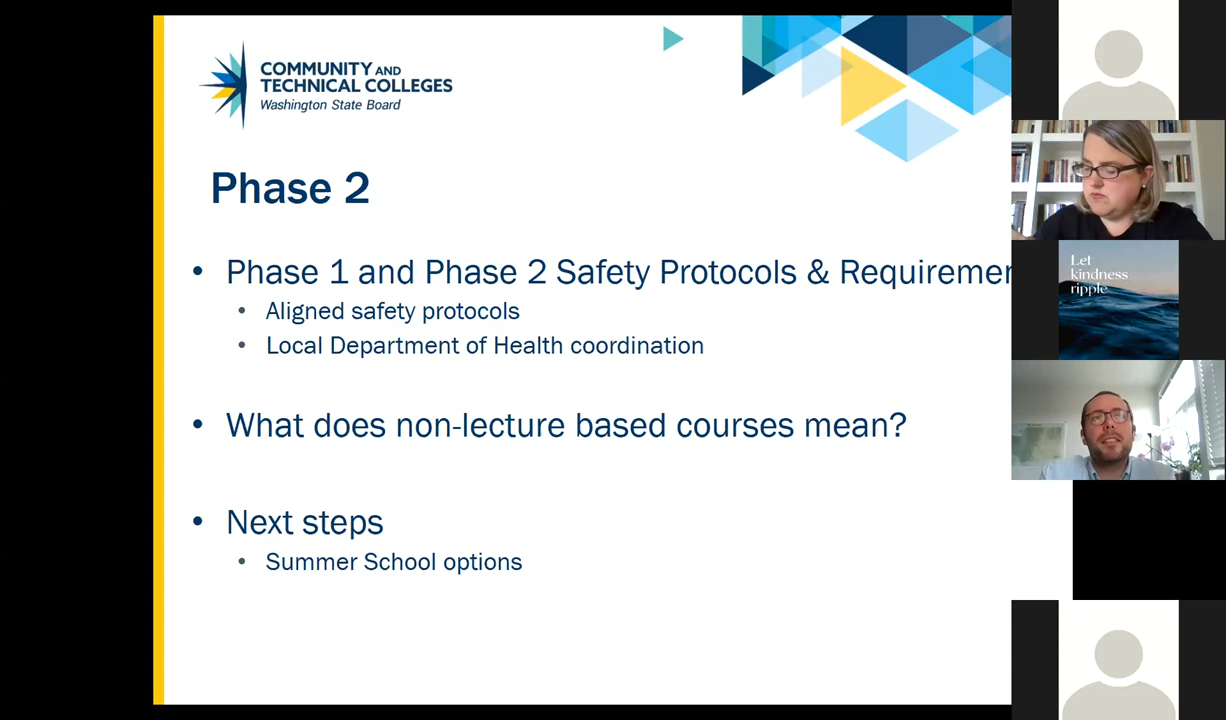 COMMUNITY AND
TECHNICAL COLLEGES
Washington State Board
Phase 2
• Phase 1 and Phase 2 Safety Protocols & Requiremen
• Aligned safety protocols
• Local Department of Health coordination
• What does non-lecture based courses mean?
• Next steps
• Summer School options
Let
kindness
ripple